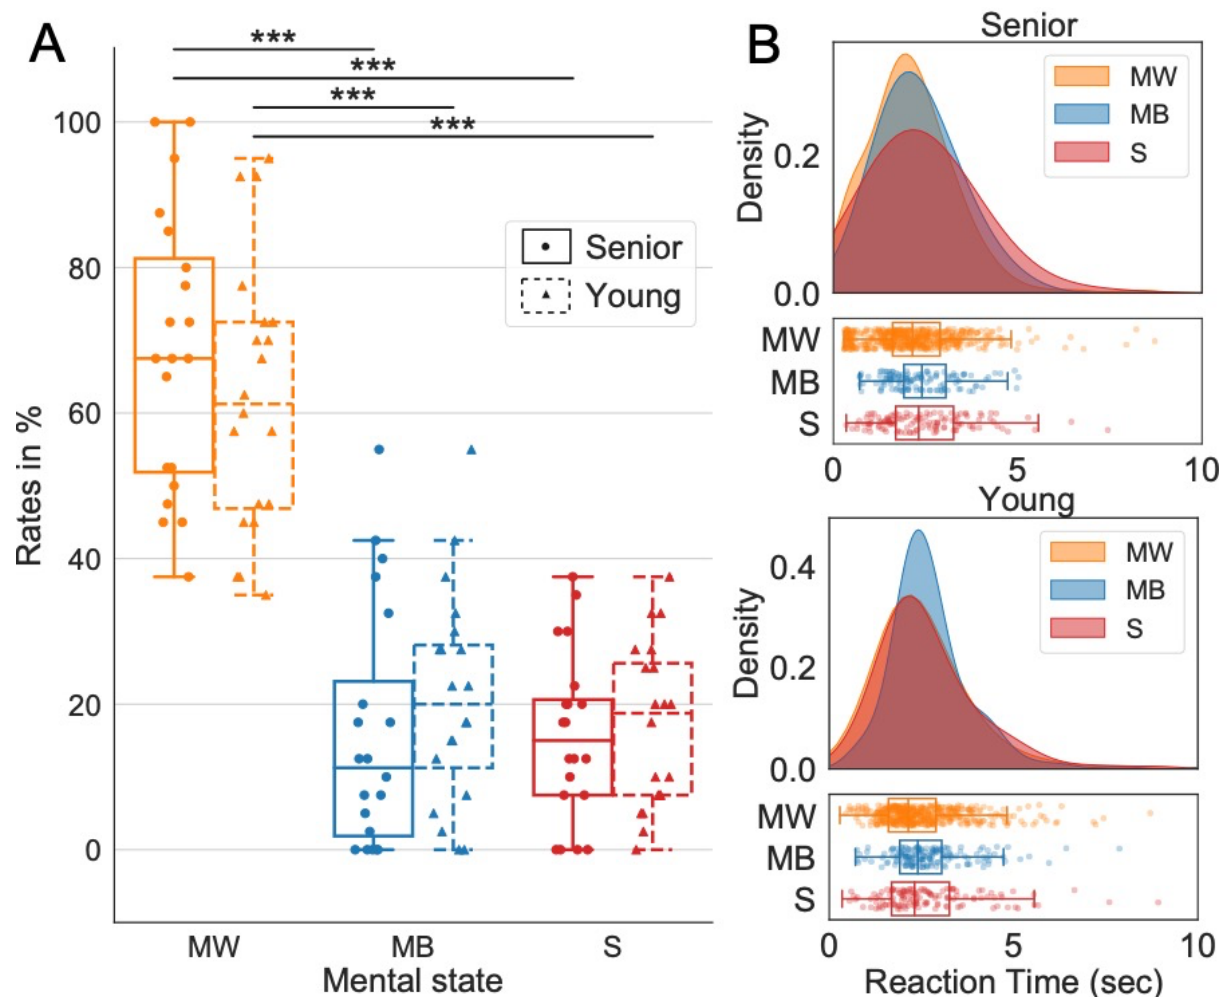 A
***
***
***
***
100
80
60
40
20
0
Rates in %
Senior
Young
MW
MB
S
Mental state
B
Senior
Density
0.2
0.0
MW
MB
S
MW
MB
S
0
5
10
Young
Density
0.4
0.2
0.0
MW
MB
S
MW
MB
S
0
5
10
Reaction Time (sec)